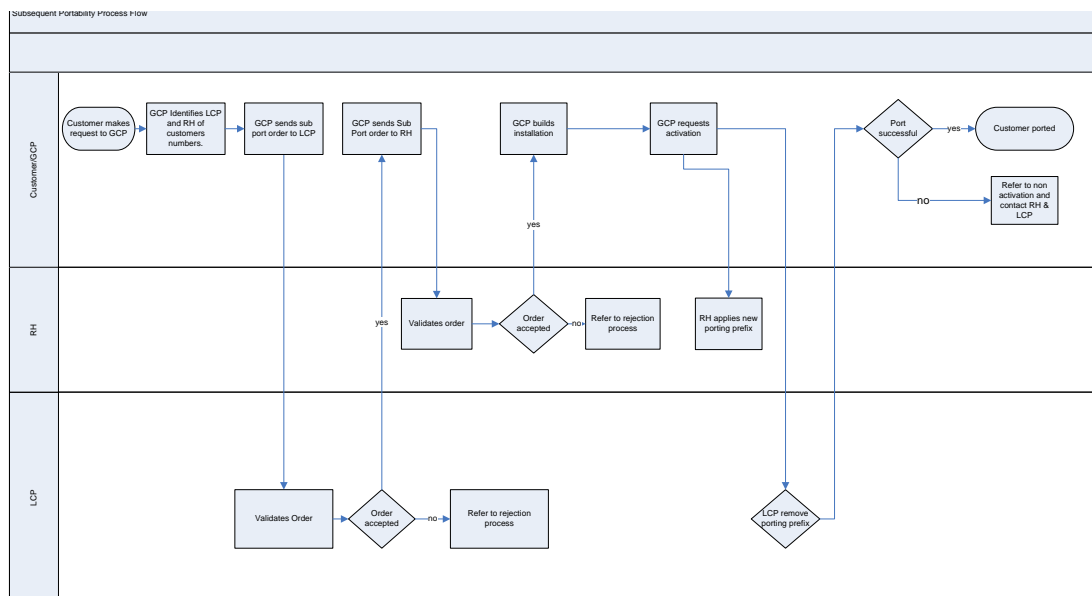 Subsequent Portability Process Flow
Customer/GCP
Customer makes
request to GCP
GCP Identifies LCP
and RH of
customers
numbers.
GCP sends sub
port order to LCP
GCP sends Sub
Port order to RH
GCP builds
installation
GCP requests
activation
Port
successful
yes
Customer ported
no
Refer to non
activation and
contact RH &
LCP
yes
RH
yes
Validates order
Order
accepted
no
Refer to rejection
process
RH applies new
porting prefix
LCP
Validates Order
Order
accepted
no
Refer to rejection
process
LCP remove
porting prefix